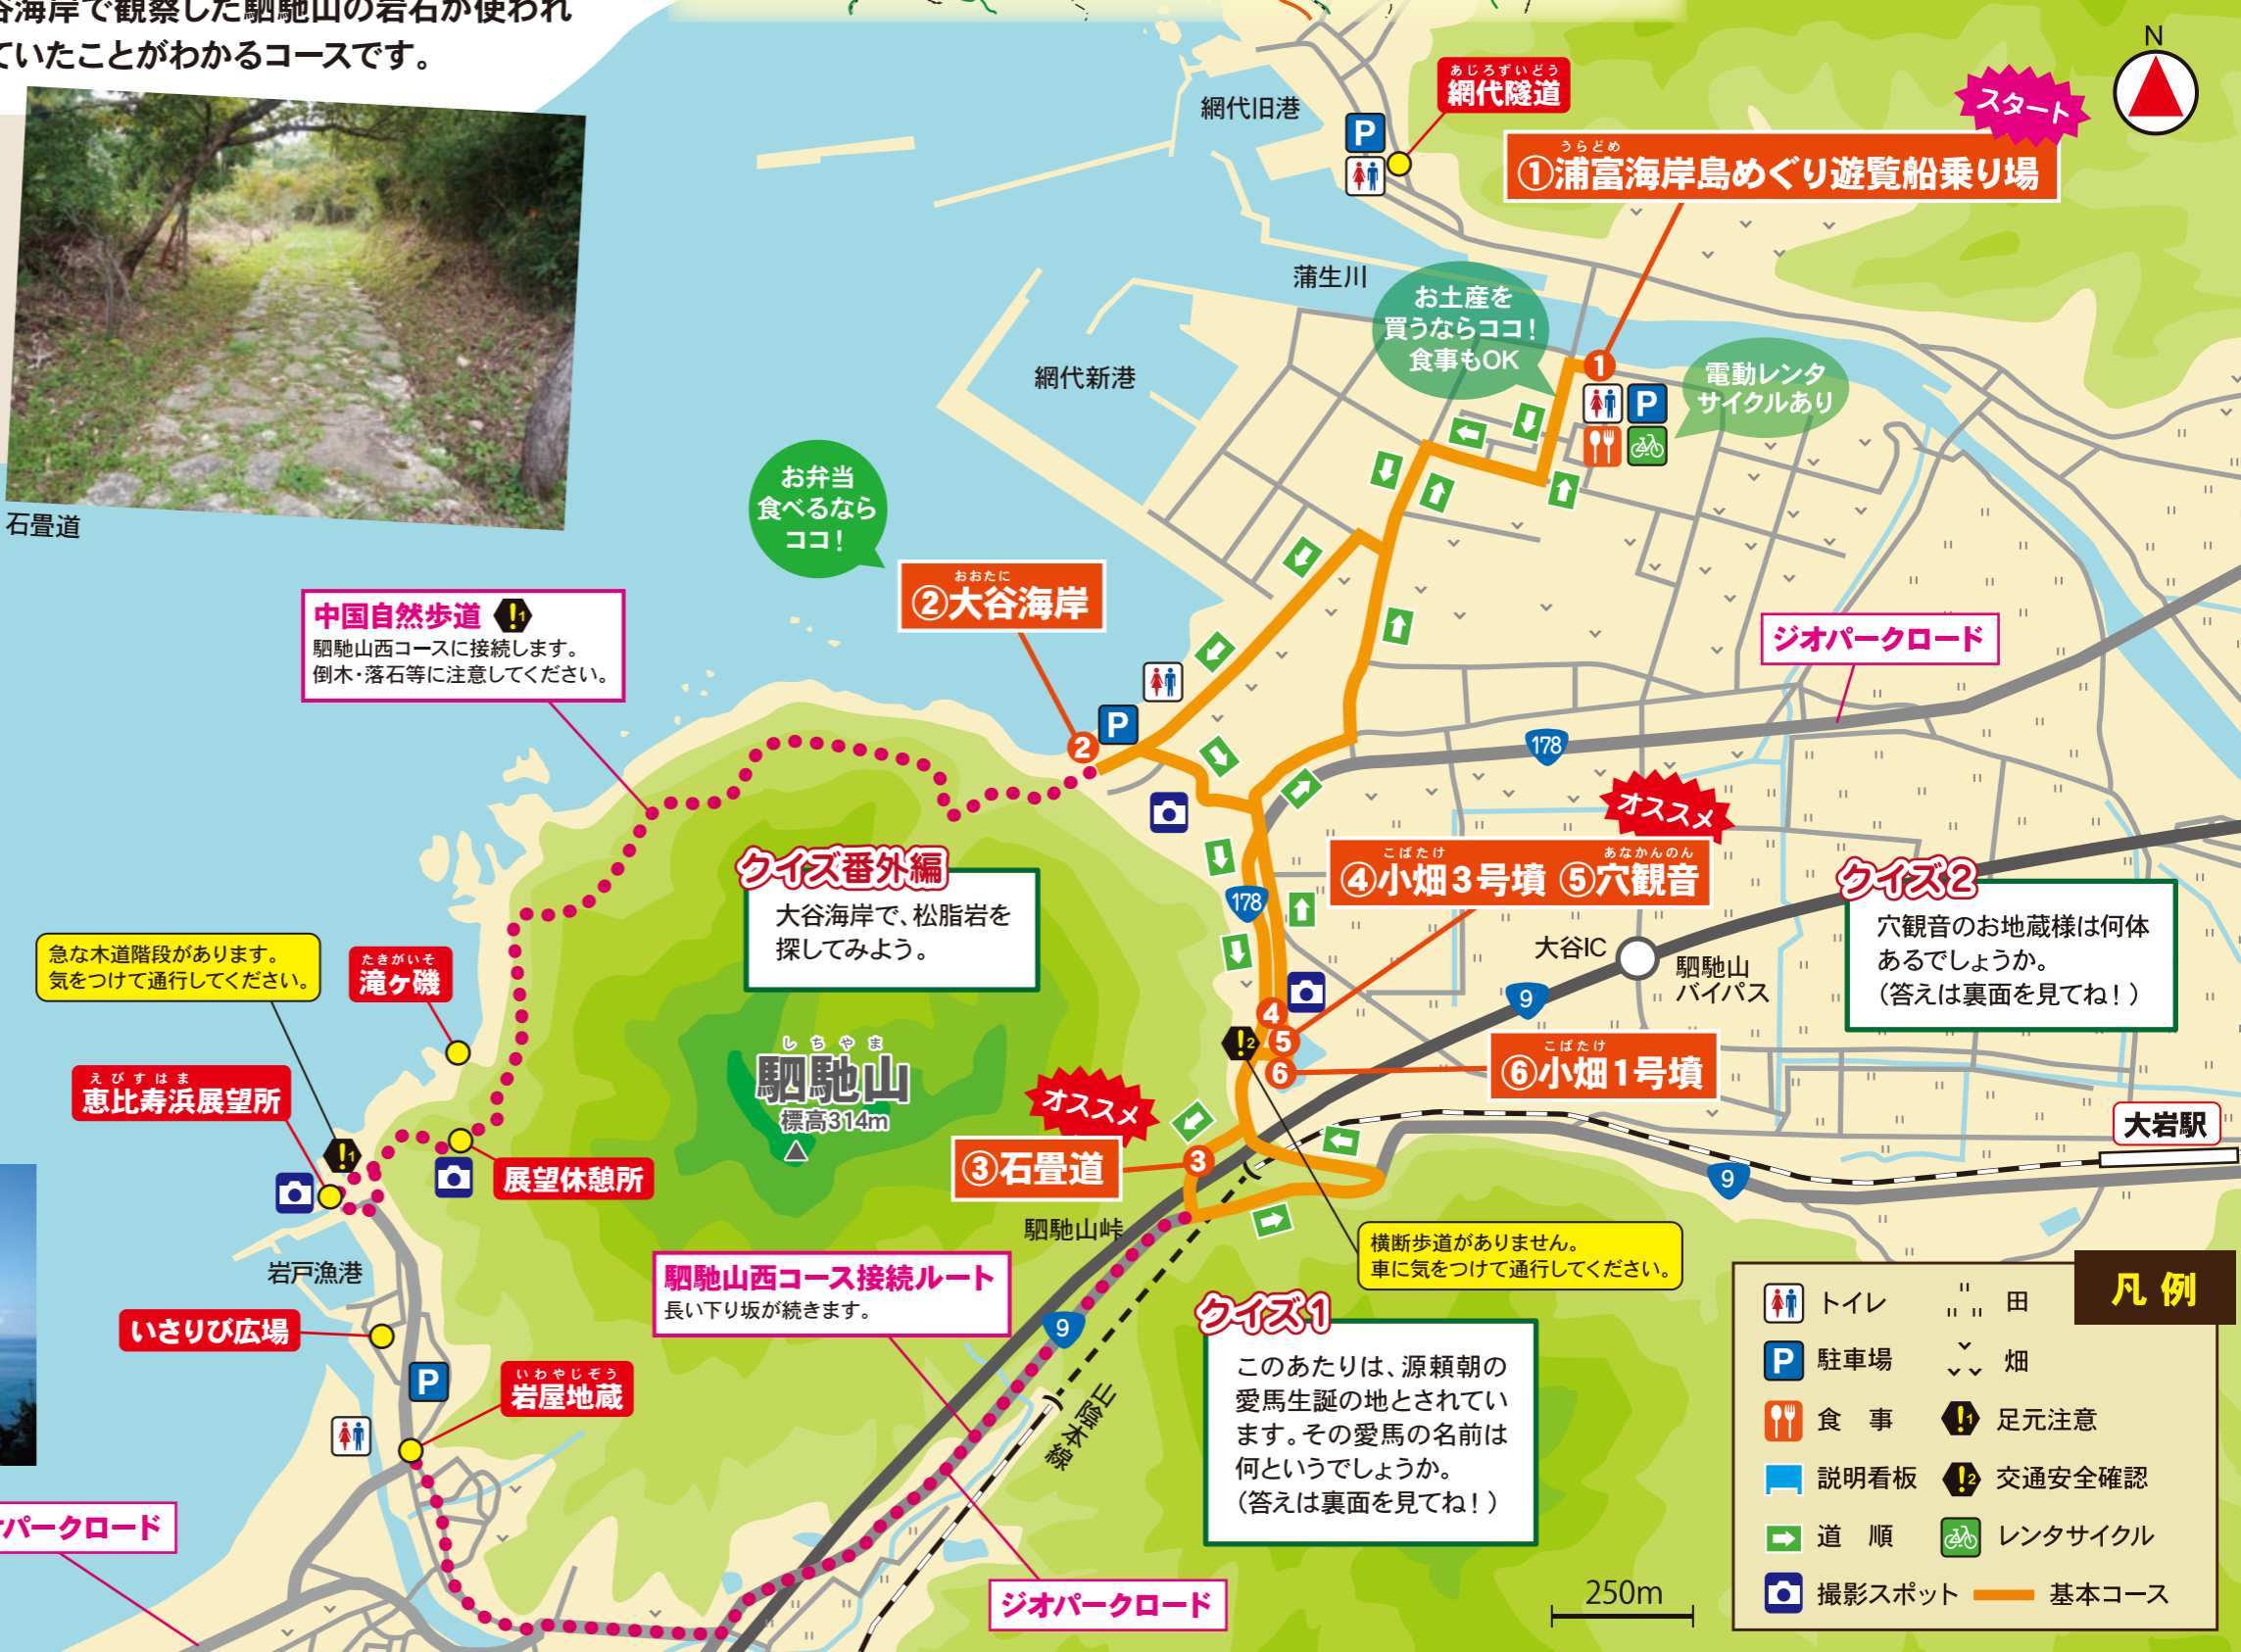 谷海岸で観察した駟馳山の岩石が使われ
ていたことがわかるコースです。
石畳道
N
スタート
あじろずいどう
網代隧道
網代旧港
P
うらどめ
①浦富海岸島めぐり遊覧船乗り場
蒲生川
お土産を
買うならココ！
食事もOK
1
電動レンタ
サイクルあり
P
網代新港
お弁当
食べるなら
ココ！
おおたに
②大谷海岸
中国自然歩道 !1
駟馳山西コースに接続します。
倒木・落石等に注意してください。
ジオパークロード
P
2
178
オススメ
こばたけ
あなかんのん
④小畑３号墳 ⑤穴観音
178
クイズ番外編
大谷海岸で、松脂岩を
探してみよう。
クイズ2
穴観音のお地蔵様は何体
あるでしょうか。
（答えは裏面を見てね！）
急な木道階段があります。
気をつけて通行してください。
たきがいそ
滝ヶ磯
大谷IC
駟馳山
バイパス
9
4
5
6
!2
しちやま
駟馳山
標高314m
えびすはま
恵比寿浜展望所
こばたけ
⑥小畑１号墳
オススメ
③石畳道
3
大岩駅
9
!1
展望休憩所
駟馳山峠
横断歩道がありません。
車に気をつけて通行してください。
岩戸漁港
駟馳山西コース接続ルート
長い下り坂が続きます。
9
いさりび広場
P
いわやじぞう
岩屋地蔵
山陰本線
クイズ1
このあたりは、源頼朝の
愛馬生誕の地とされてい
ます。その愛馬の名前は
何というでしょうか。
（答えは裏面を見てね！）
パークロード
ジオパークロード
250m
凡例
トイレ
田
P 駐車場
畑
食　事
!1 足元注意
説明看板
!2 交通安全確認
道　順
レンタサイクル
撮影スポット
基本コース